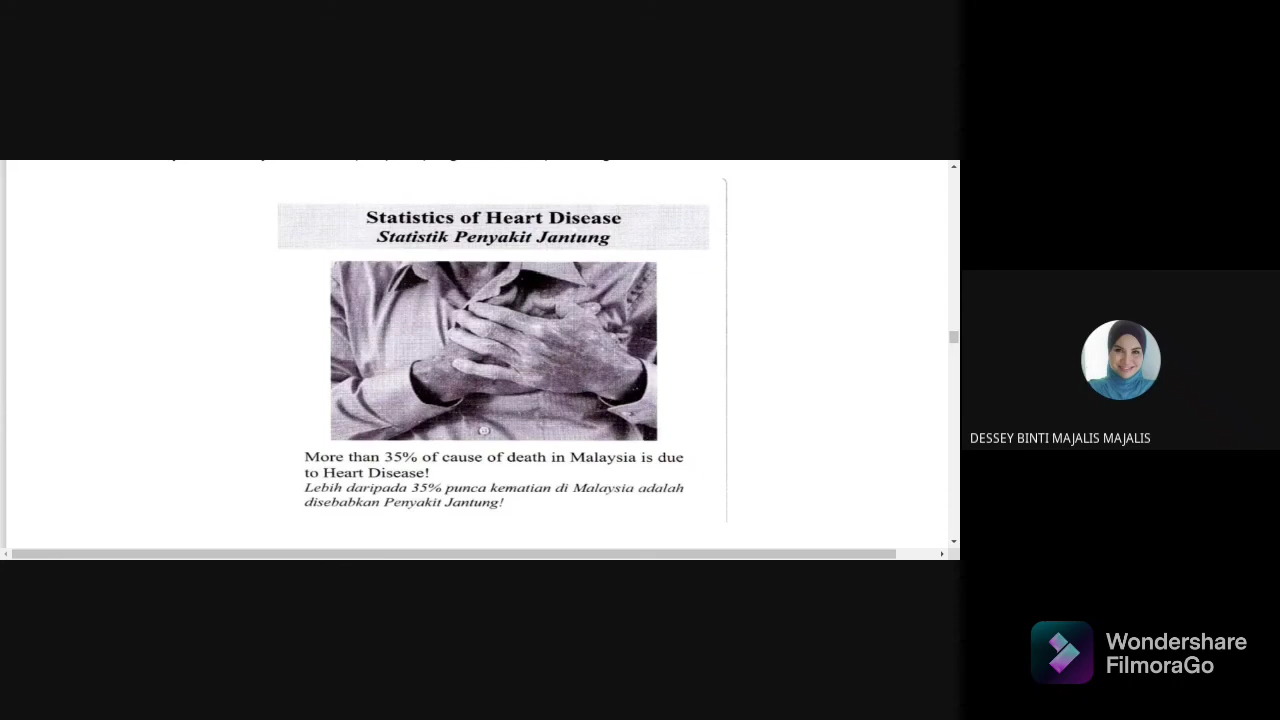 Statistics of Heart Disease
Statistik Penyakit Jantung
More than 35% of cause of death in Malaysia is due
to Heart Disease!
Lebih daripada 35% punca kematian di Malaysia adalah
disebabkan Penyakit Jantung!
DESSEY BINTI MAJALIS MAJALIS
Wondershare
FilmoraGo